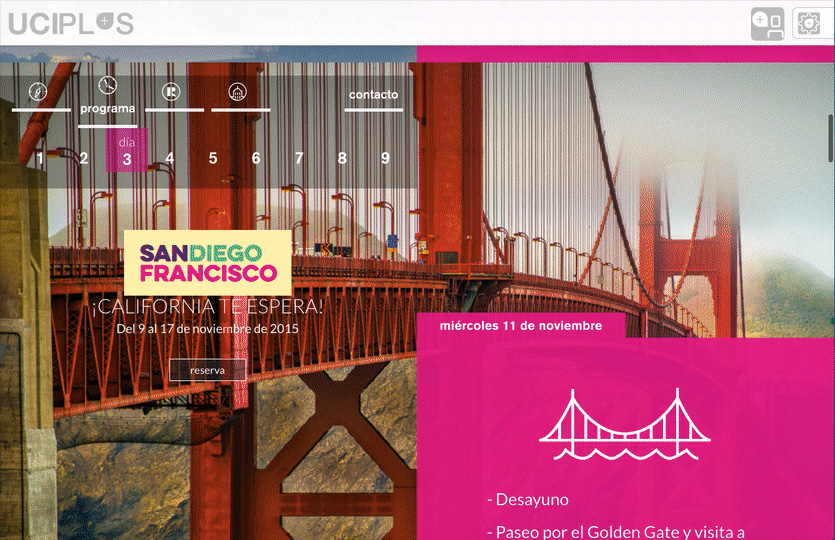 UCIPLUS
programa
contacto
día
1 2 3 4 5 6 7 8 9
SANDIEGO
FRANCISCO
¡CALIFORNIA TE ESPERA!
Del 9 al 17 de noviembre de 2015
reserva
miércoles 11 de noviembre
- Desayuno
- Paseo por el Golden Gate y visita a